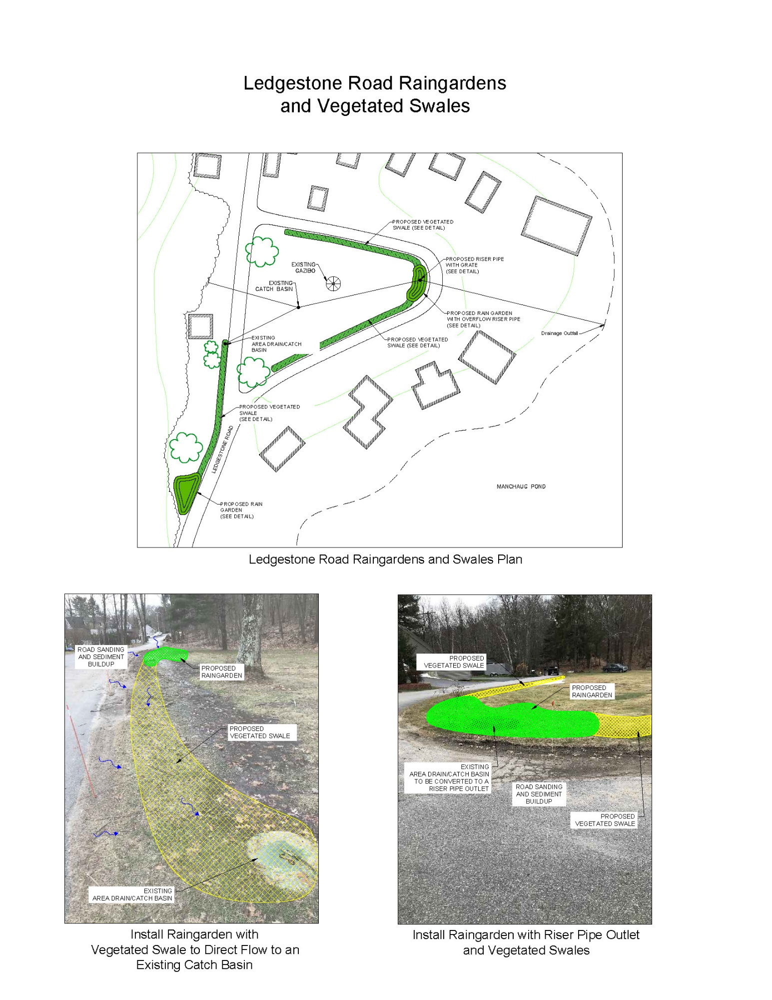 Ledgestone Road Raingardens
and Vegetated Swales
PROPOSED VEGETATED
SWALE (SEE DETAIL)
PROPOSED RISER PIPE
WITH GRATE
(SEE DETAIL)
EXISTING
GAZIBO
EXISTING
CATCH BASIN
PROPOSED RAIN GARDEN
WITH OVERFLOW RISER PIPE
(SEE DETAIL)
Drainage Outfall
EXISTING
AREA DRAIN/CATCH
BASIN
PROPOSED VEGETATED
SWALE (SEE DETAIL)
PROPOSED VEGETATED
SWALE
(SEE DETAIL)
LEDGESTONE ROAD
MANCHAUG POND
PROPOSED RAIN
GARDEN
(SEE DETAIL)
Ledgestone Road Raingardens and Swales Plan
ROAD SANDING
AND SEDIMENT
BUILDUP
PROPOSED
RAINGARDEN
PROPOSED
VEGETATED SWALE
EXISTING
AREA DRAIN/CATCH BASIN
Install Raingarden with
Vegetated Swale to Direct Flow to an
Existing Catch Basin
PROPOSED
VEGETATED SWALE
PROPOSED
RAINGARDEN
EXISTING
AREA DRAIN/CATCH BASIN
TO BE CONVERTED TO A
RISER PIPE OUTLET
ROAD SANDING
AND SEDIMENT
BUILDUP
PROPOSED
VEGETATED SWALE
Install Raingarden with Riser Pipe Outlet
and Vegetated Swales